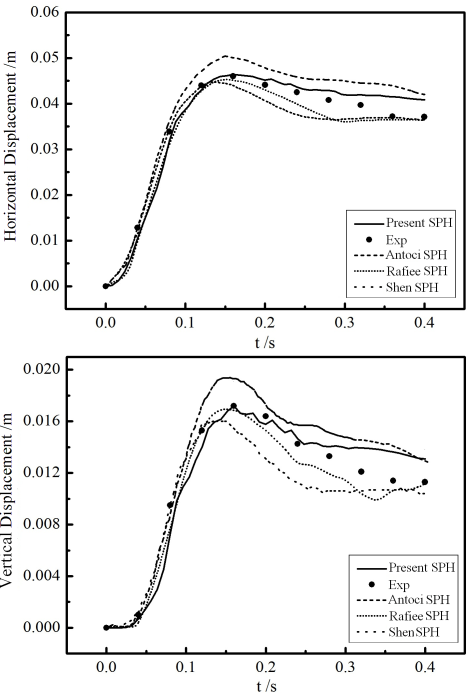 0.06
0.05
0.04
0.03
0.02
0.01
0.00
Horizontal Displacement /m
Present SPH
Exp
Antoci SPH
Rafiee SPH
Shen SPH
0.0 0.1 0.2 0.3 0.4
t /s
0.020
0.016
0.012
0.008
0.004
0.000
Vertical Displacement /m
Present SPH
Exp
Antoci SPH
Rafiee SPH
Shen SPH
0.0 0.1 0.2 0.3 0.4
t /s